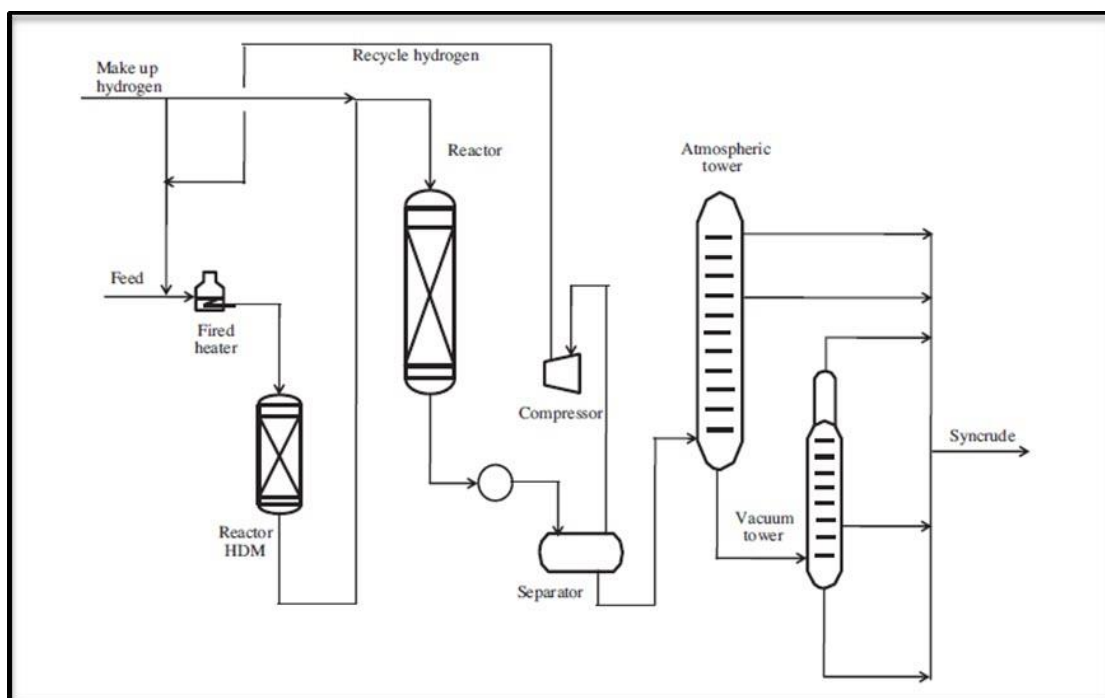 Recycle hydrogen
Make up
hydrogen
Reactor
Atmospheric
tower
Feed
Fired
heater
Compressor
Syncrude
Reactor
HDM
Vacuum
tower
Separator